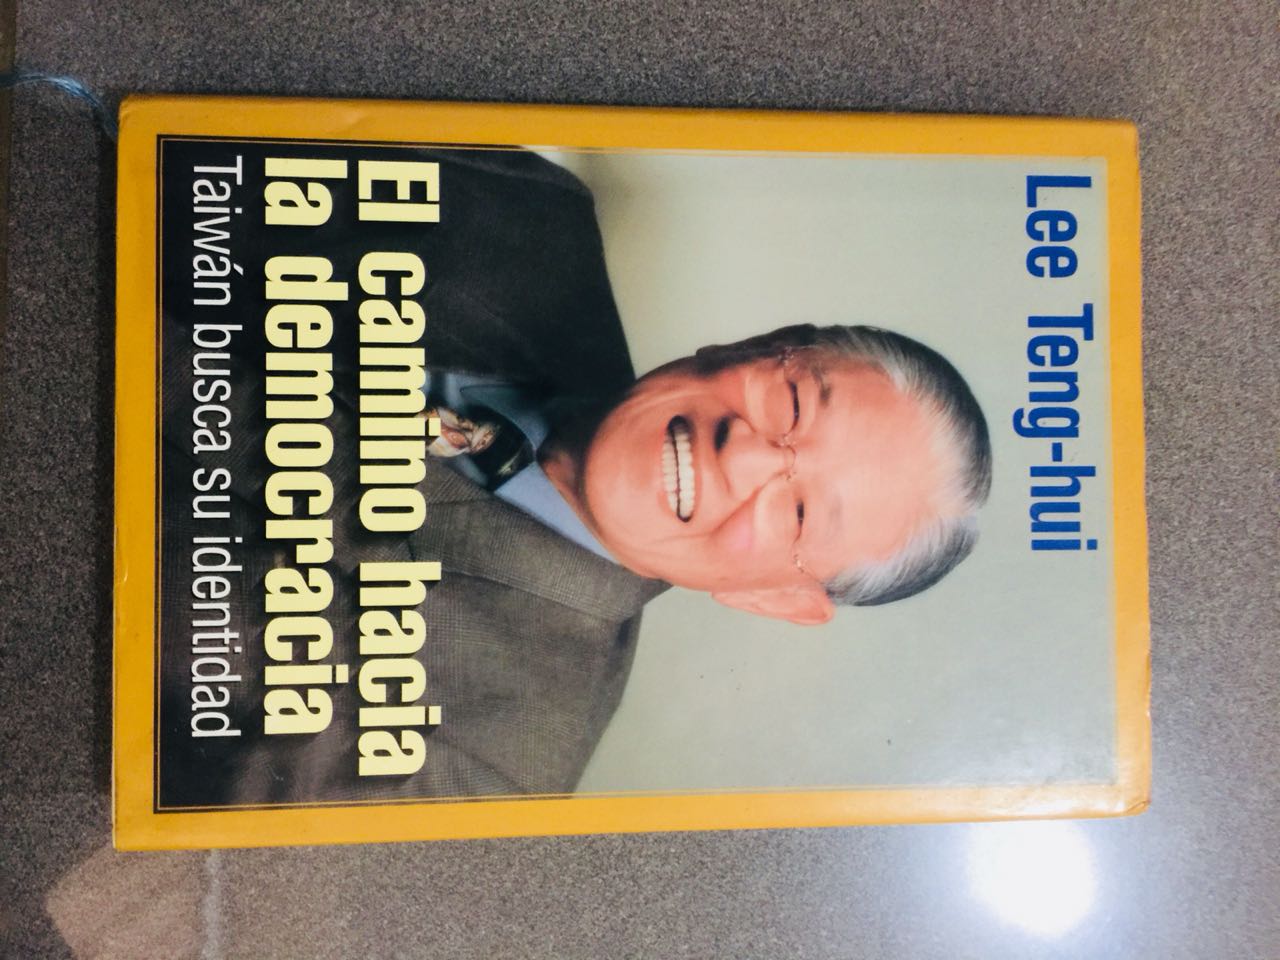 Lee Teng-hui
El camino hacia
la democracia
Taiwán busca su identidad